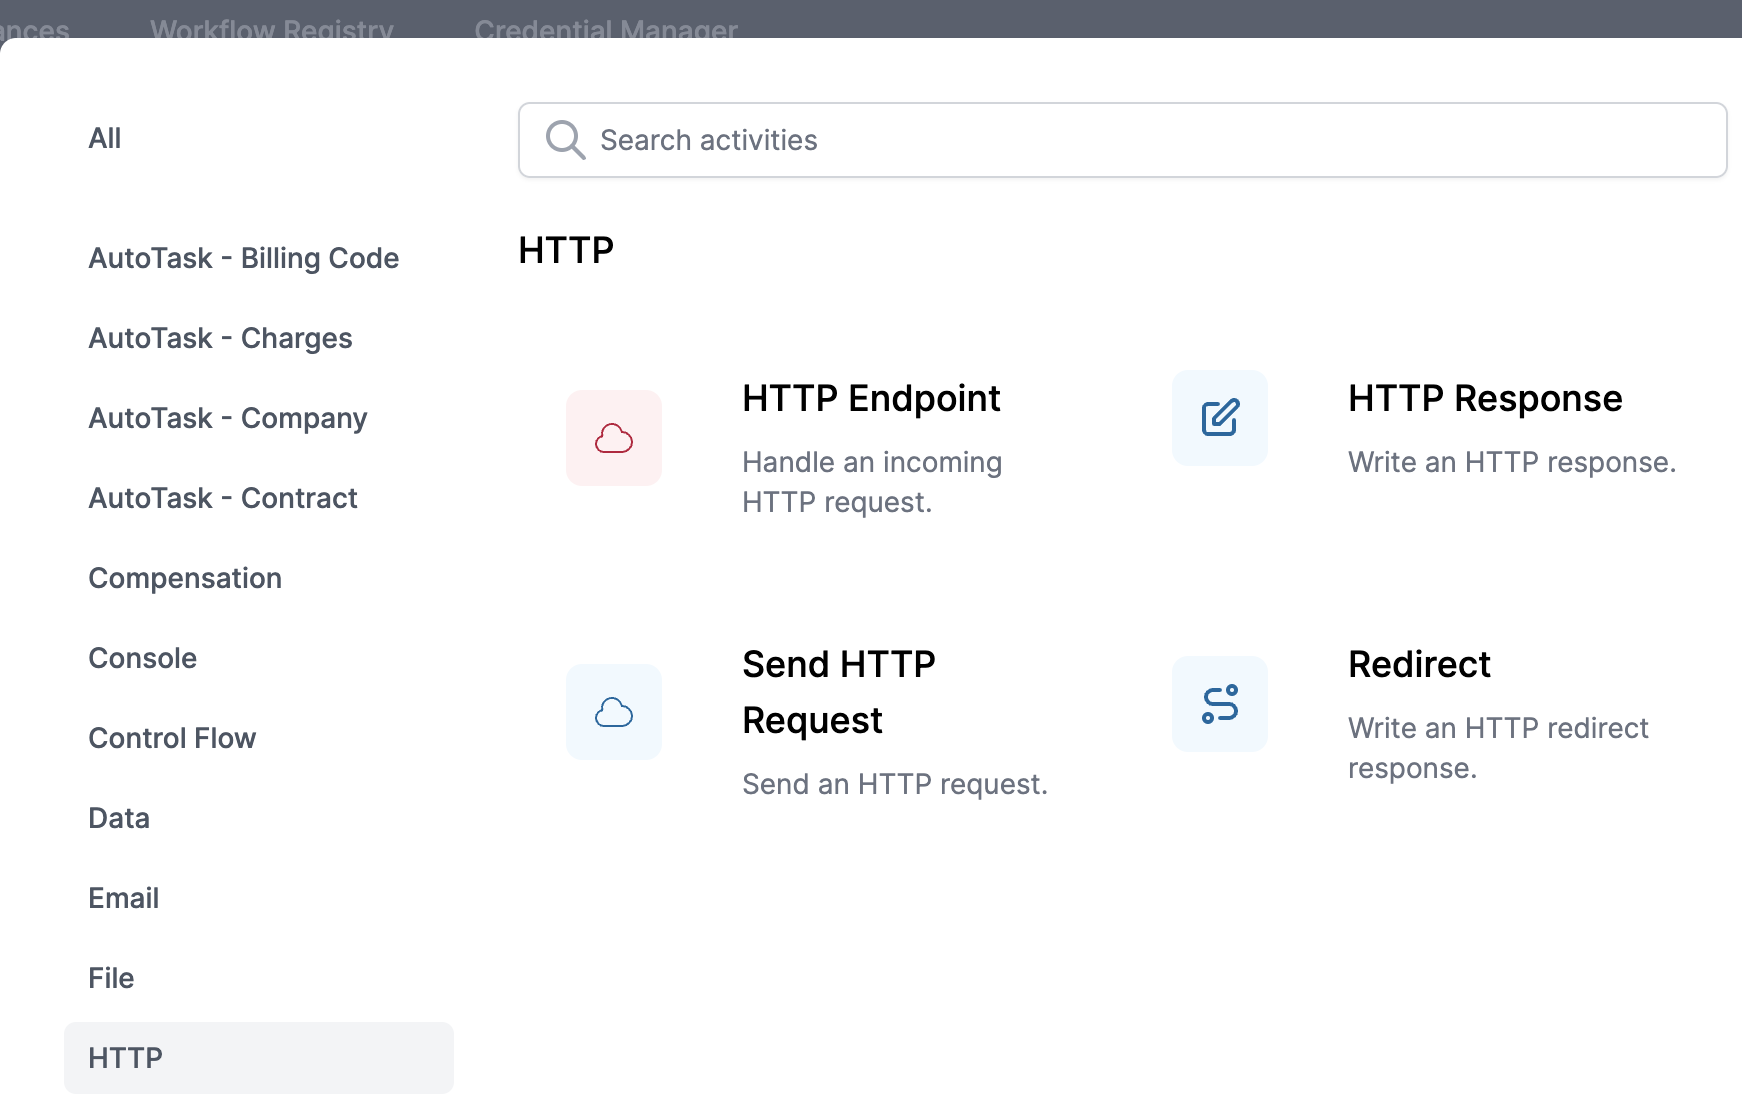 Workflow Registry
Credential Manager
All
AutoTask - Billing Code
AutoTask - Charges
AutoTask - Company
AutoTask - Contract
Compensation
Console
Control Flow
Data
Email
File
HTTP
Search activities
HTTP
HTTP Endpoint
Handle an incoming
HTTP request.
HTTP Response
Write an HTTP response.
Send HTTP
Request
Send an HTTP request.
Redirect
Write an HTTP redirect
response.